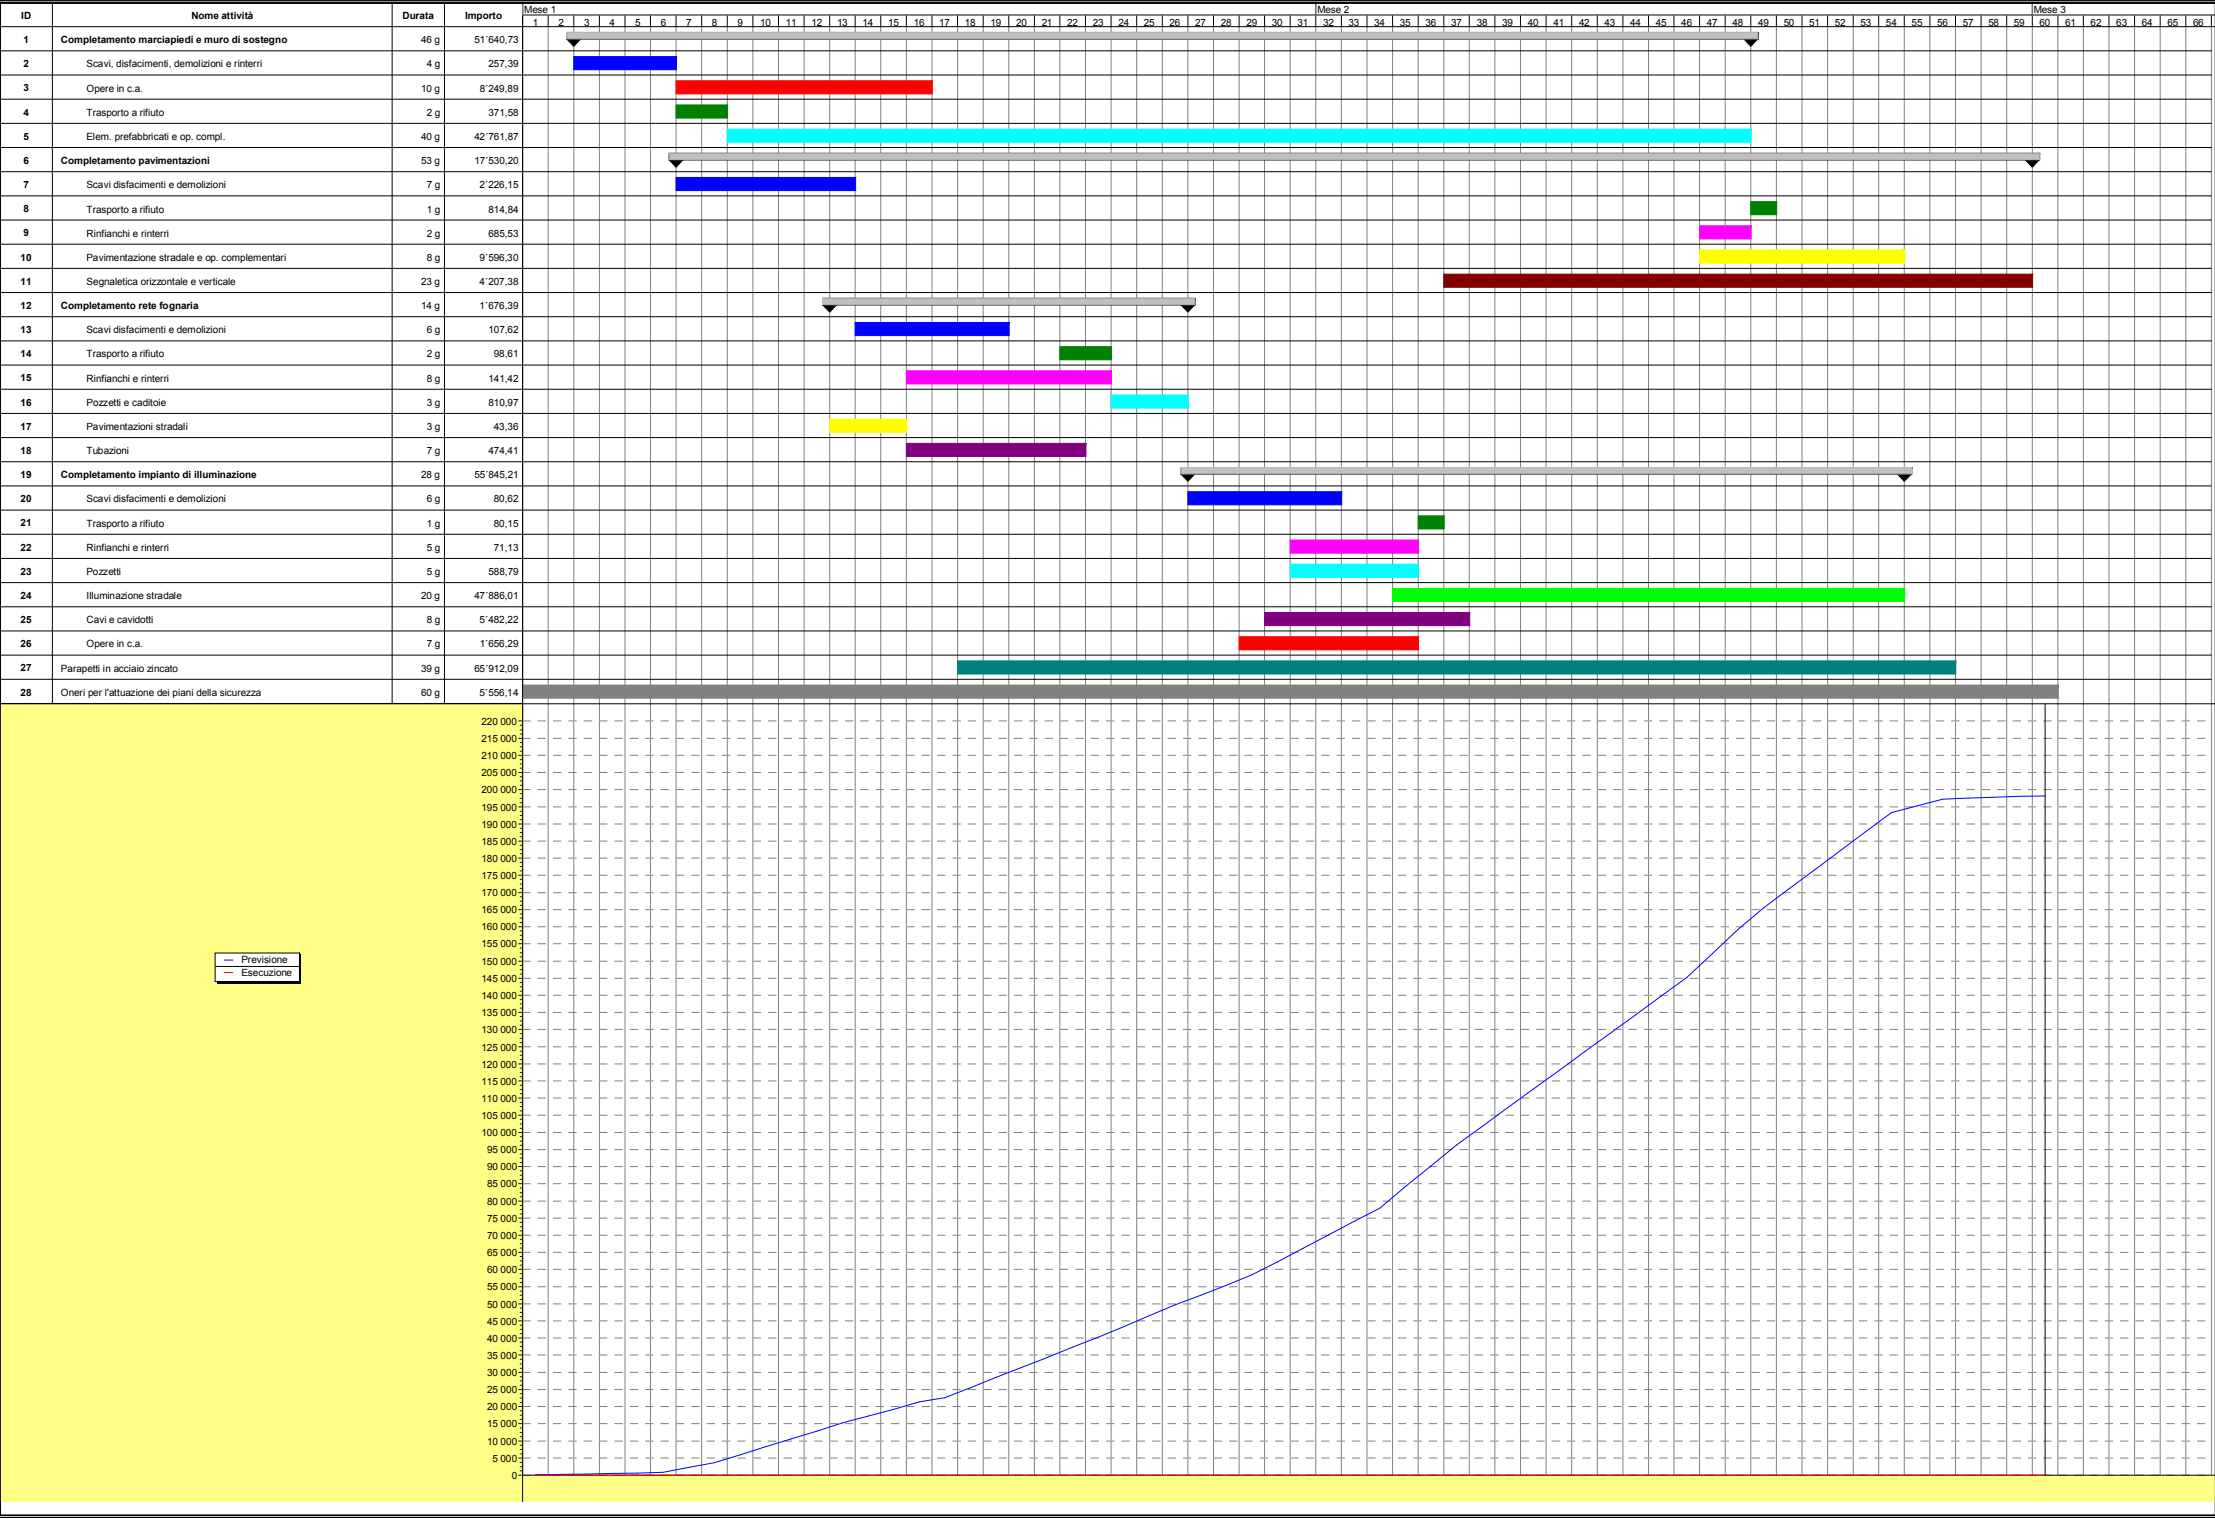 ID Nome attività Durata Importo Mese 1 Mese 2 Mese 3
1 2 3 4 5 6 7 8 9 10 11 12 13 14 15 16 17 18 19 20 21 22 23 24 25 26 27 28 29 30 31 32 33 34 35 36 37 38 39 40 41 42 43 44 45 46 47 48 49 50 51 52 53 54 55 56 57 58 59 60 61 62 63 64 65 66
1 Completamento marciapiedi e muro di sostegno 46 g 51´640,73
2 Scavi, disfacimenti, demolizioni e rinterri 4 g 257,39
3 Opere in c.a. 10 g 8´249,89
4 Trasporto a rifiuto 2 g 371,58
5 Elem. prefabbricati e op. compl. 40 g 42´761,87
6 Completamento pavimentazioni 53 g 17´530,20
7 Scavi disfacimenti e demolizioni 7 g 2´226,15
8 Trasporto a rifiuto 1 g 814,84
9 Rinfianchi e rinterri 2 g 685,53
10 Pavimentazione stradale e op. complementari 8 g 9´596,30
11 Segnaletica orizzontale e verticale 23 g 4´207,38
12 Completamento rete fognaria 14 g 1´676,39
13 Scavi disfacimenti e demolizioni 6 g 107,62
14 Trasporto a rifiuto 2 g 98,61
15 Rinfianchi e rinterri 8 g 141,42
16 Pozzetti e caditoie 3 g 810,97
17 Pavimentazioni stradali 3 g 43,36
18 Tubazioni 7 g 474,41
19 Completamento impianto di illuminazione 28 g 55´845,21
20 Scavi disfacimenti e demolizioni 6 g 80,62
21 Trasporto a rifiuto 1 g 80,15
22 Rinfianchi e rinterri 5 g 71,13
23 Pozzetti 5 g 588,79
24 Illuminazione stradale 20 g 47´886,01
25 Cavi e cavidotti 8 g 5´482,22
26 Opere in c.a. 7 g 1´656,29
27 Parapetti in acciaio zincato 39 g 65´912,09
28 Oneri per l'attuazione dei piani della sicurezza 60 g 5´556,14
220 000
215 000
210 000
205 000
200 000
195 000
190 000
185 000
180 000
175 000
170 000
165 000
160 000
155 000
150 000
145 000
140 000
135 000
130 000
125 000
120 000
115 000
110 000
105 000
100 000
95 000
90 000
85 000
80 000
75 000
70 000
65 000
60 000
55 000
50 000
45 000
40 000
35 000
30 000
25 000
20 000
15 000
10 000
5 000
0
Previsione
Esecuzione